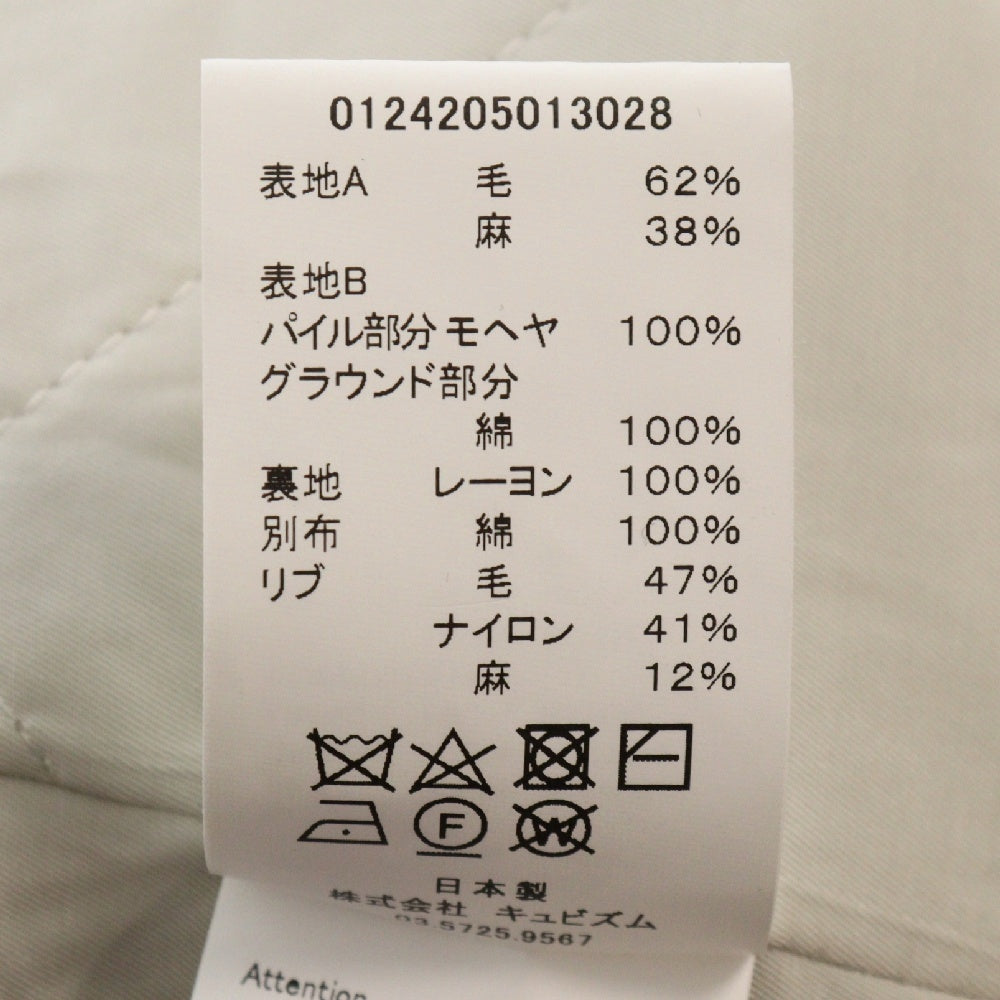 0124205013028
表地A 毛 62%
麻 38%
表地B
パイル部分 モヘヤ 100%
グラウンド部分
綿 100%
裏地 レーヨン 100%
別布 綿 100%
リブ 毛 47%
ナイロン 41%
麻 12%
F W
日本製
株式会社 キュビズム
03.5725.9567
Attention